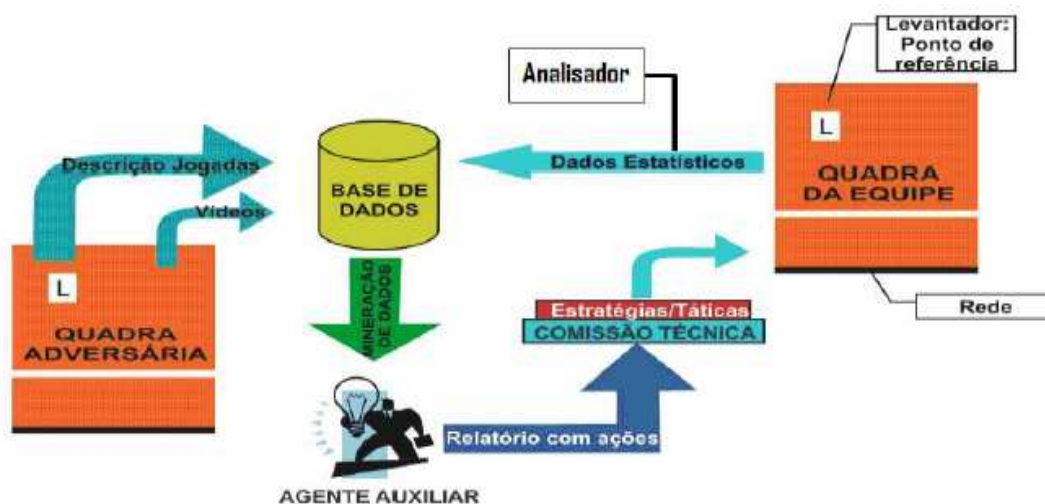 Levantador:
Ponto de
referência
Analisador
L
Descrição Jogadas
Dados Estatísticos
QUADRA
DA EQUIPE
BASE DE
DADOS
Vídeos
L
QUADRA
ADVERSÁRIA
MINERAÇÃO
DE DADOS
Estratégias/Táticas
COMISSÃO TÉCNICA
Rede
Relatório com ações
AGENTE AUXILIAR